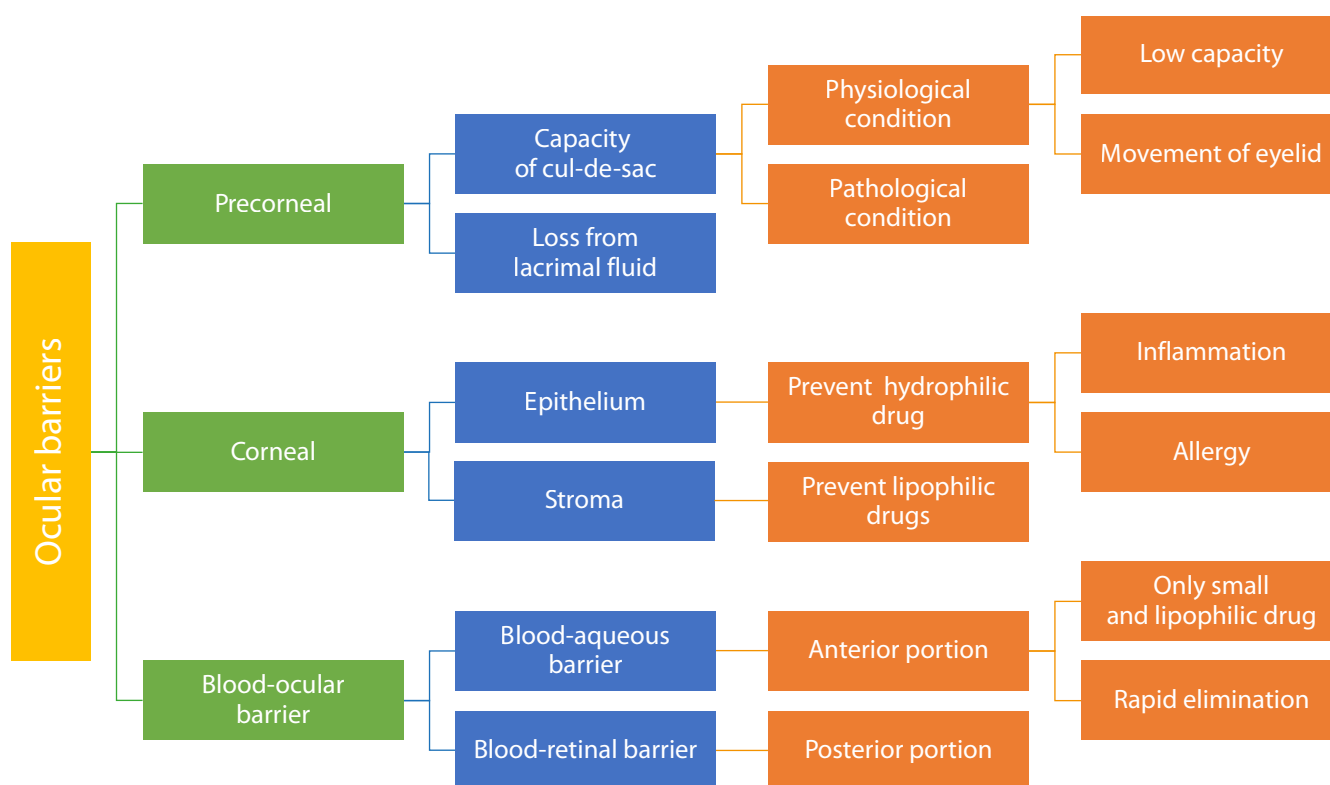 Ocular barriers
Precorneal
Capacity
of cul-de-sac
Physiological
condition
Low capacity
Movement of eyelid
Pathological
condition
Loss from
lacrimal fluid
Corneal
Epithelium
Prevent hydrophilic
drug
Inflammation
Allergy
Stroma
Prevent lipophilic
drugs
Blood-ocular
barrier
Blood-aqueous
barrier
Anterior portion
Only small
and lipophilic drug
Rapid elimination
Blood-retinal barrier
Posterior portion